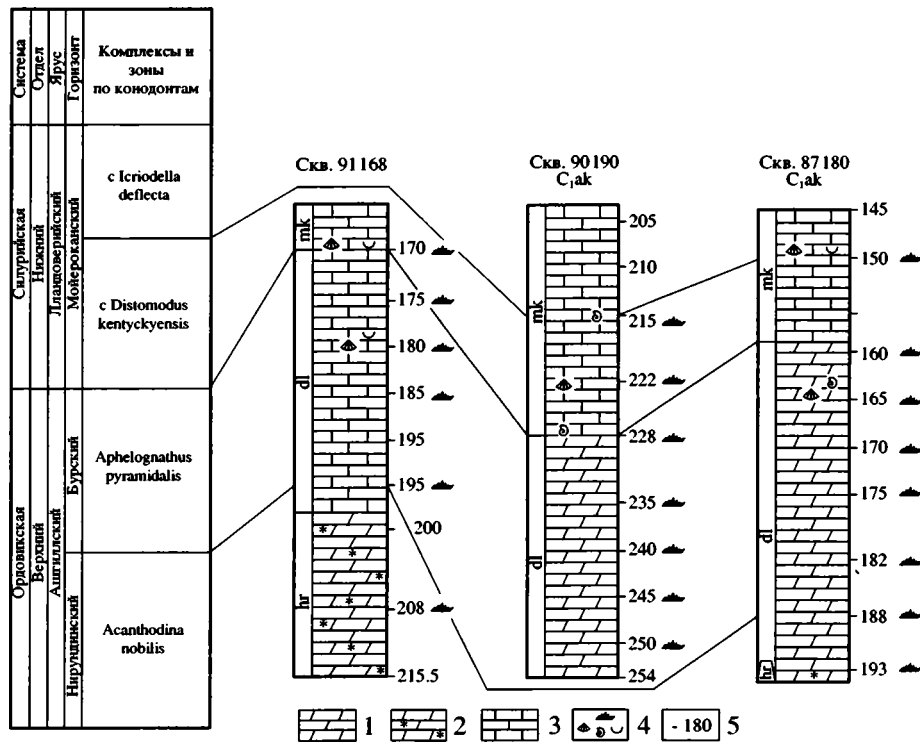 Система
Отдел
Ярус
Горизонт
Комплексы и
зоны
по конодонтам
Силурийская
Нижний
Лландоверийский
Мойероканский
с Icriodella
deflecta
с Distomodus
kentyckyensis
Ордовикская
Верхний
Ашгиллский
Бурский
Aphelognathus
pyramidalis
Нирундинский
Acanthodina
nobilis
Скв. 91168
mk
dl
hr
170
175
180
185
195
195
200
208
215.5
Скв. 90190
C₁ak
mk
dl
205
210
215
222
228
235
240
245
250
254
Скв. 87180
C₁ak
mk
dl
hr
145
150
160
165
170
175
182
188
193
1
2
3
4
- 180
5